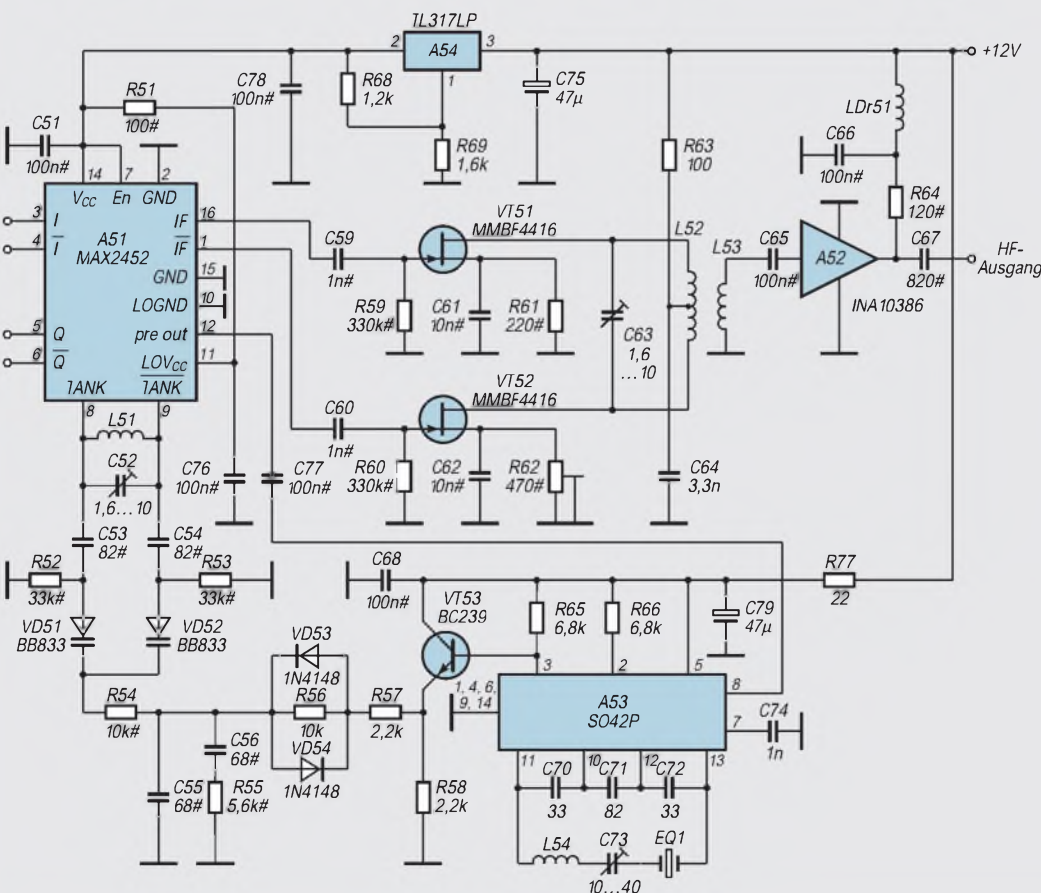 TL317LP
2
A54
3
+12V
1
C78
100n#
R68
1,2k
C75
47µ
LDr51
R51
100#
C51
100n#
R69
1,6k
R63
100
C66
100n#
14
7
2
VCC
En
GND
R64
120#
3
I
IF
16
4
I
IF
1
A51
MAX2452
GND
15
LOGND
10
5
Q
pre out
12
6
Q
LOVCC
11
TANK
TANK
8
9
VT51
MMBF4416
C59
1n#
R59
330k#
C61
10n#
R61
220#
C63
1,6
...10
L52
L53
C65
100n#
A52
INA10386
C67
820#
HF-
Ausgang
VT52
MMBF4416
C60
1n#
R60
330k#
C62
10n#
R62
470#
C64
3,3n
L51
C52
1,6...10
C76
100n#
C77
100n#
C53
82#
C54
82#
R52
33k#
R53
33k#
VD51
BB833
VD52
BB833
C68
100n#
VT53
BC239
R65
6,8k
R66
6,8k
C79
47µ
R77
22
VD53
1N4148
R54
10k#
R56
10k
R57
2,2k
VD54
1N4148
C56
68#
C55
68#
R55
5,6k#
R58
2,2k
3
2
5
1, 4, 6,
9, 14
A53
SO42P
8
7
C74
1n
11
10
12
13
C70
33
C71
82
C72
33
L54
C73
10...40
EQ1